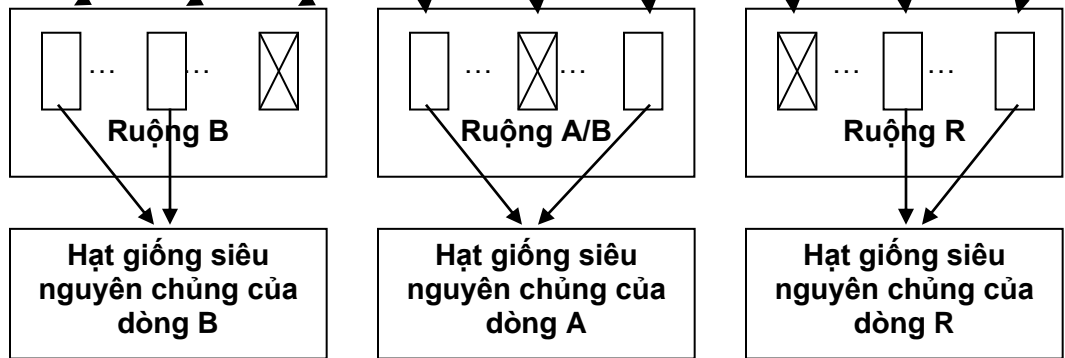 ... ...
Ruộng B
... ...
Ruộng A/B
... ...
Ruộng R
Hạt giống siêu
nguyên chủng của
dòng B
Hạt giống siêu
nguyên chủng của
dòng A
Hạt giống siêu
nguyên chủng của
dòng R